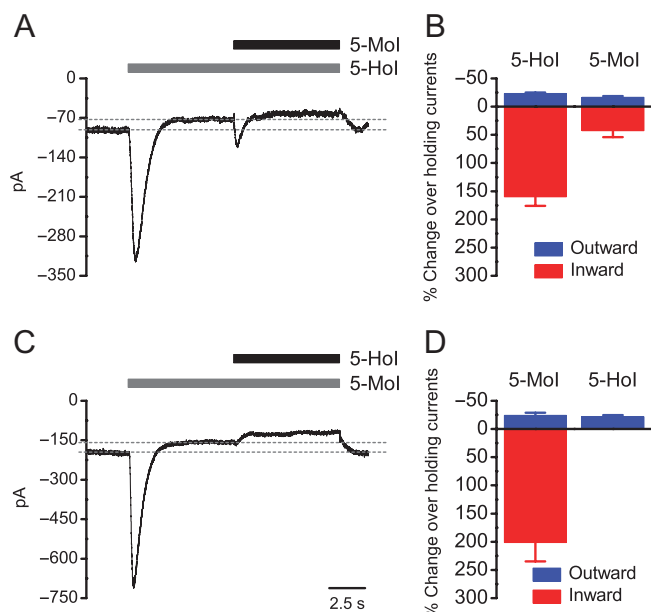 A
5-MoI
5-HoI
0
–70
–140
–210
–280
–350
pA
B
5-HoI 5-MoI
–50
0
50
100
150
200
250
300
% Change over holding currents
Outward
Inward
C
5-HoI
5-MoI
0
–150
–300
–450
–600
–750
pA
2.5 s
D
5-MoI 5-HoI
–50
0
50
100
150
200
250
300
% Change over holding currents
Outward
Inward